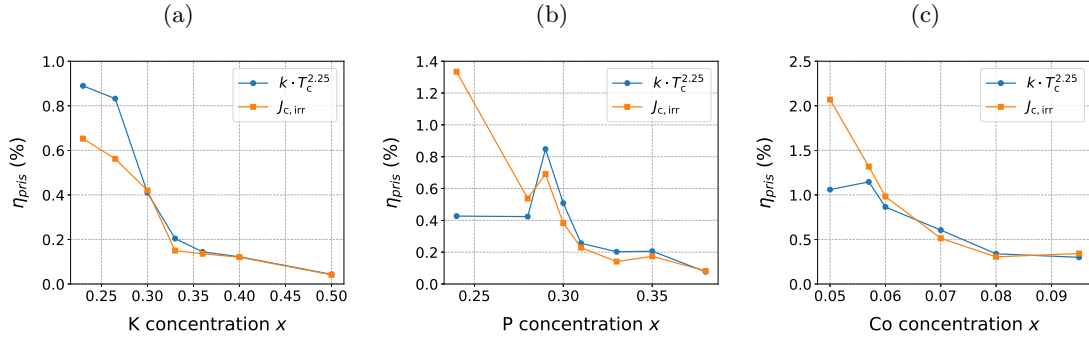 (a)
η_pris (%)
1.0
0.8
0.6
0.4
0.2
0.0
k · T_c^2.25
J_c, irr
0.25 0.30 0.35 0.40 0.45 0.50
K concentration x
(b)
η_pris (%)
1.4
1.2
1.0
0.8
0.6
0.4
0.2
0.0
k · T_c^2.25
J_c, irr
0.25 0.30 0.35
P concentration x
(c)
η_pris (%)
2.5
2.0
1.5
1.0
0.5
0.0
k · T_c^2.25
J_c, irr
0.05 0.06 0.07 0.08 0.09
Co concentration x